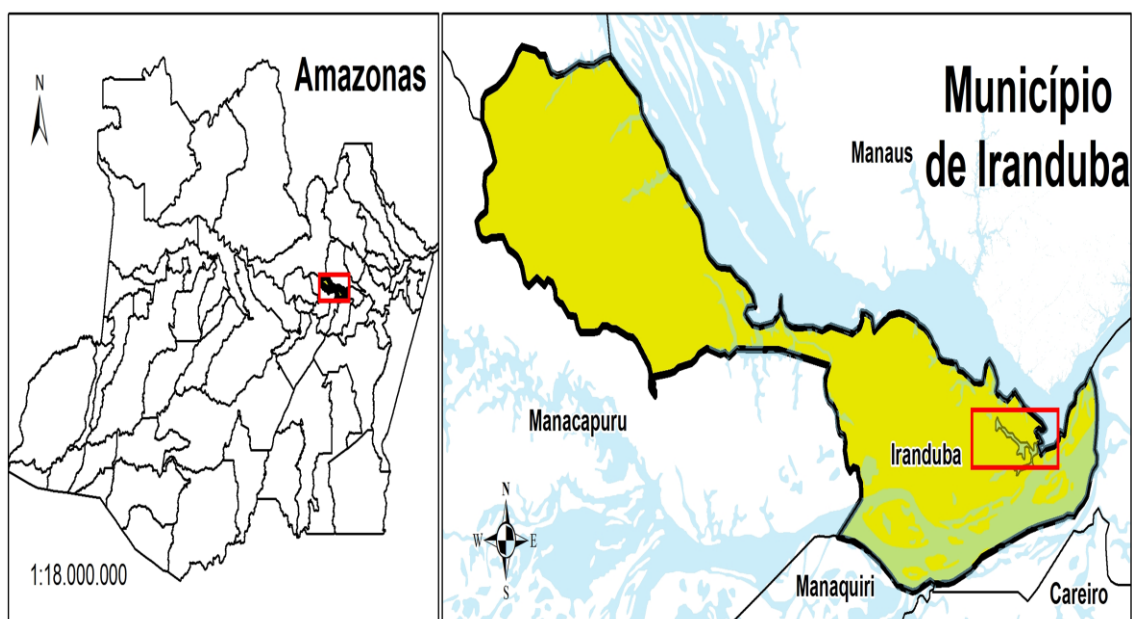 N
Amazonas
1:18.000.000
Município
de Iranduba
Manaus
Manacapuru
Iranduba
N
W E
S
Manaquiri
Careiro